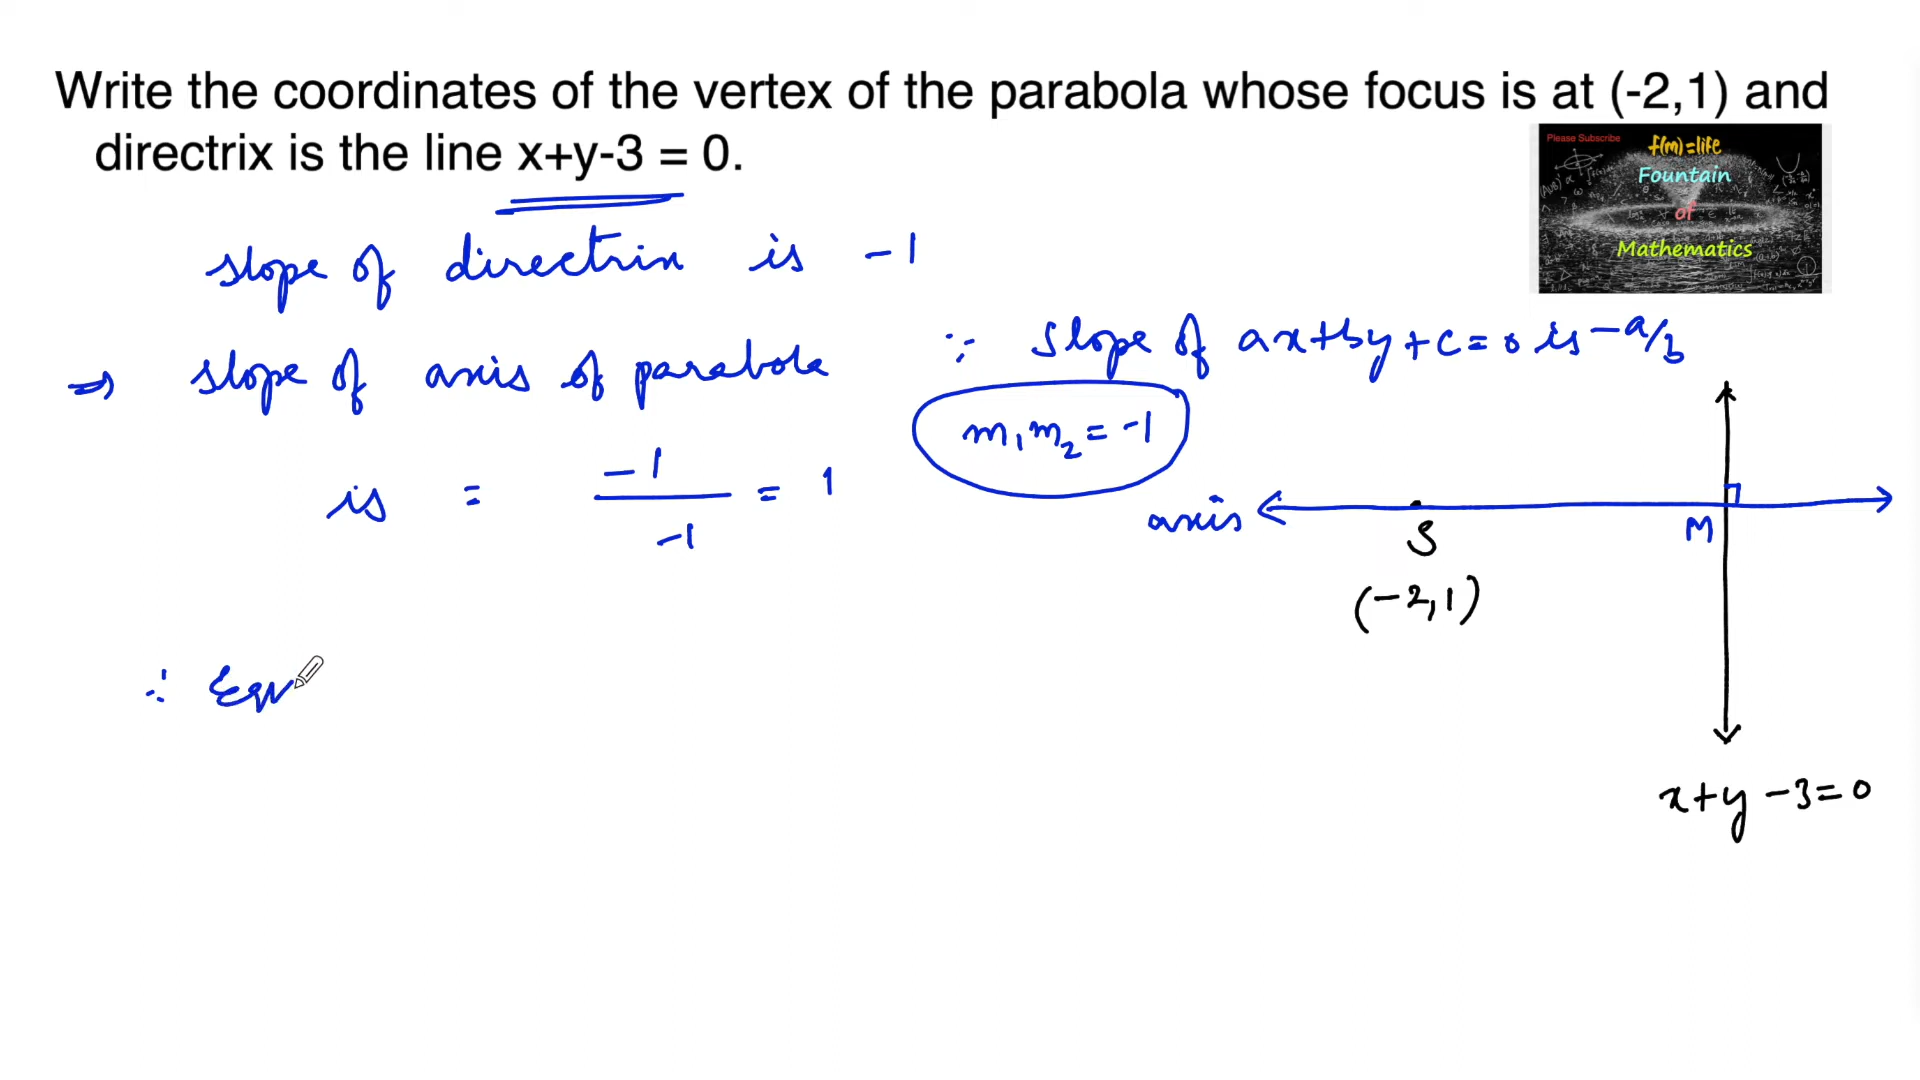 Write the coordinates of the vertex of the parabola whose focus is at (-2,1) and
directrix is the line x+y-3 = 0.
Please Subscribe
f(m)=life
Fountain
of
Mathematics
slope of directrix is -1
∵ Slope of ax+by+c=0 is -a/b
⇒ slope of axis of parabola
m₁m₂ = -1
is = -1/-1 = 1
axis
S
M
(-2,1)
∴ Eqn
x+y-3=0